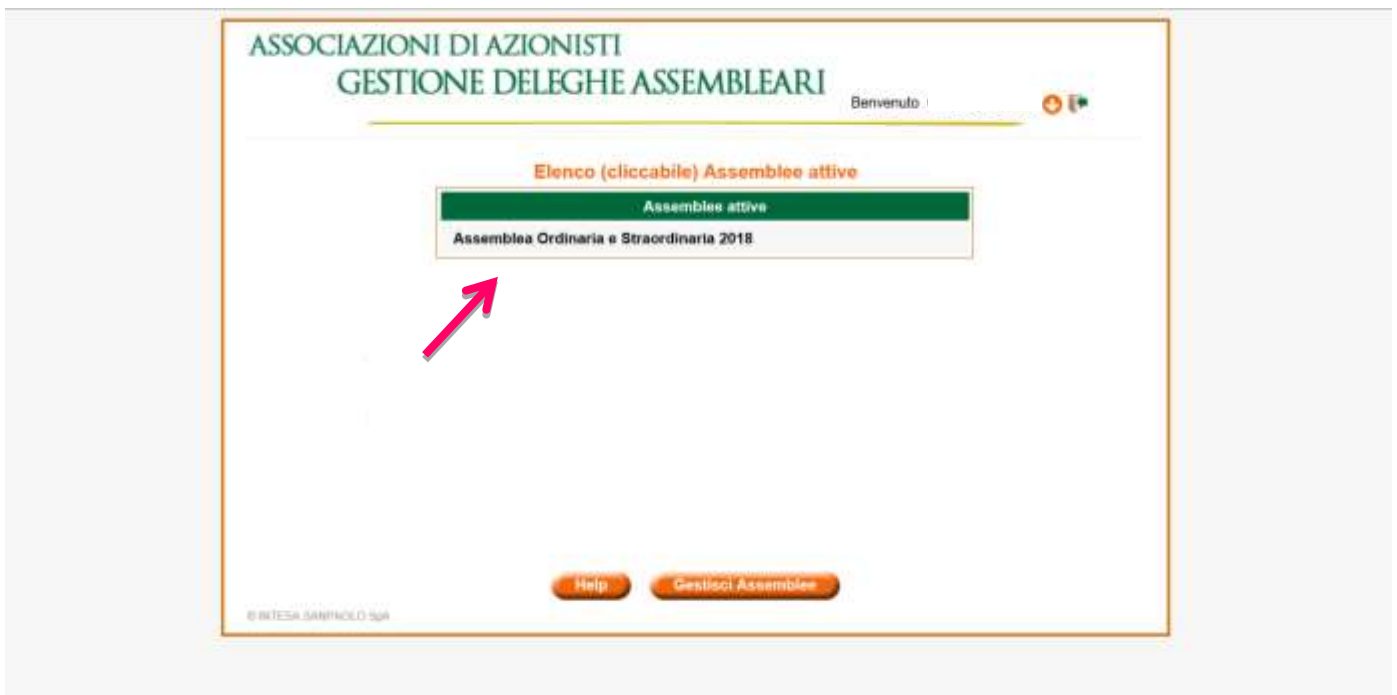 ASSOCIAZIONI DI AZIONISTI
GESTIONE DELEGHE ASSEMBLEARI
Benvenuto
Elenco (cliccabile) Assemblee attive
Assemblee attive
Assemblea Ordinaria e Straordinaria 2018
Help
Gestisci Assemblee
© INTESA SANPAOLO SpA